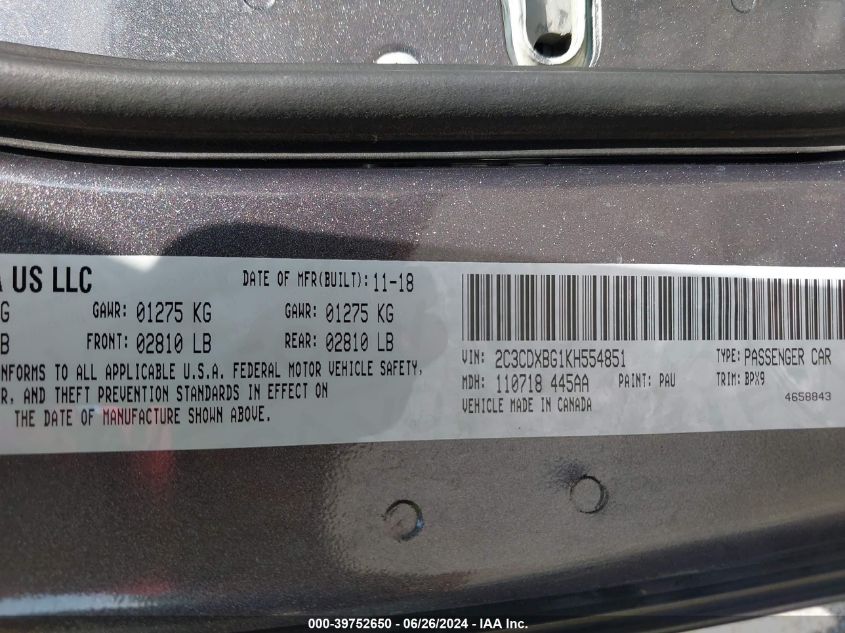 A US LLC
DATE OF MFR(BUILT): 11-18
G GAWR: 01275 KG GAWR: 01275 KG
B FRONT: 02810 LB REAR: 02810 LB
NFORMS TO ALL APPLICABLE U.S.A. FEDERAL MOTOR VEHICLE SAFETY,
R, AND THEFT PREVENTION STANDARDS IN EFFECT ON
THE DATE OF MANUFACTURE SHOWN ABOVE.
VIN: 2C3CDXBG1KH554851 TYPE: PASSENGER CAR
MDH: 110718 445AA PAINT: PAU TRIM: BPX9
VEHICLE MADE IN CANADA 4658843
000-39752650 - 06/26/2024 - IAA Inc.